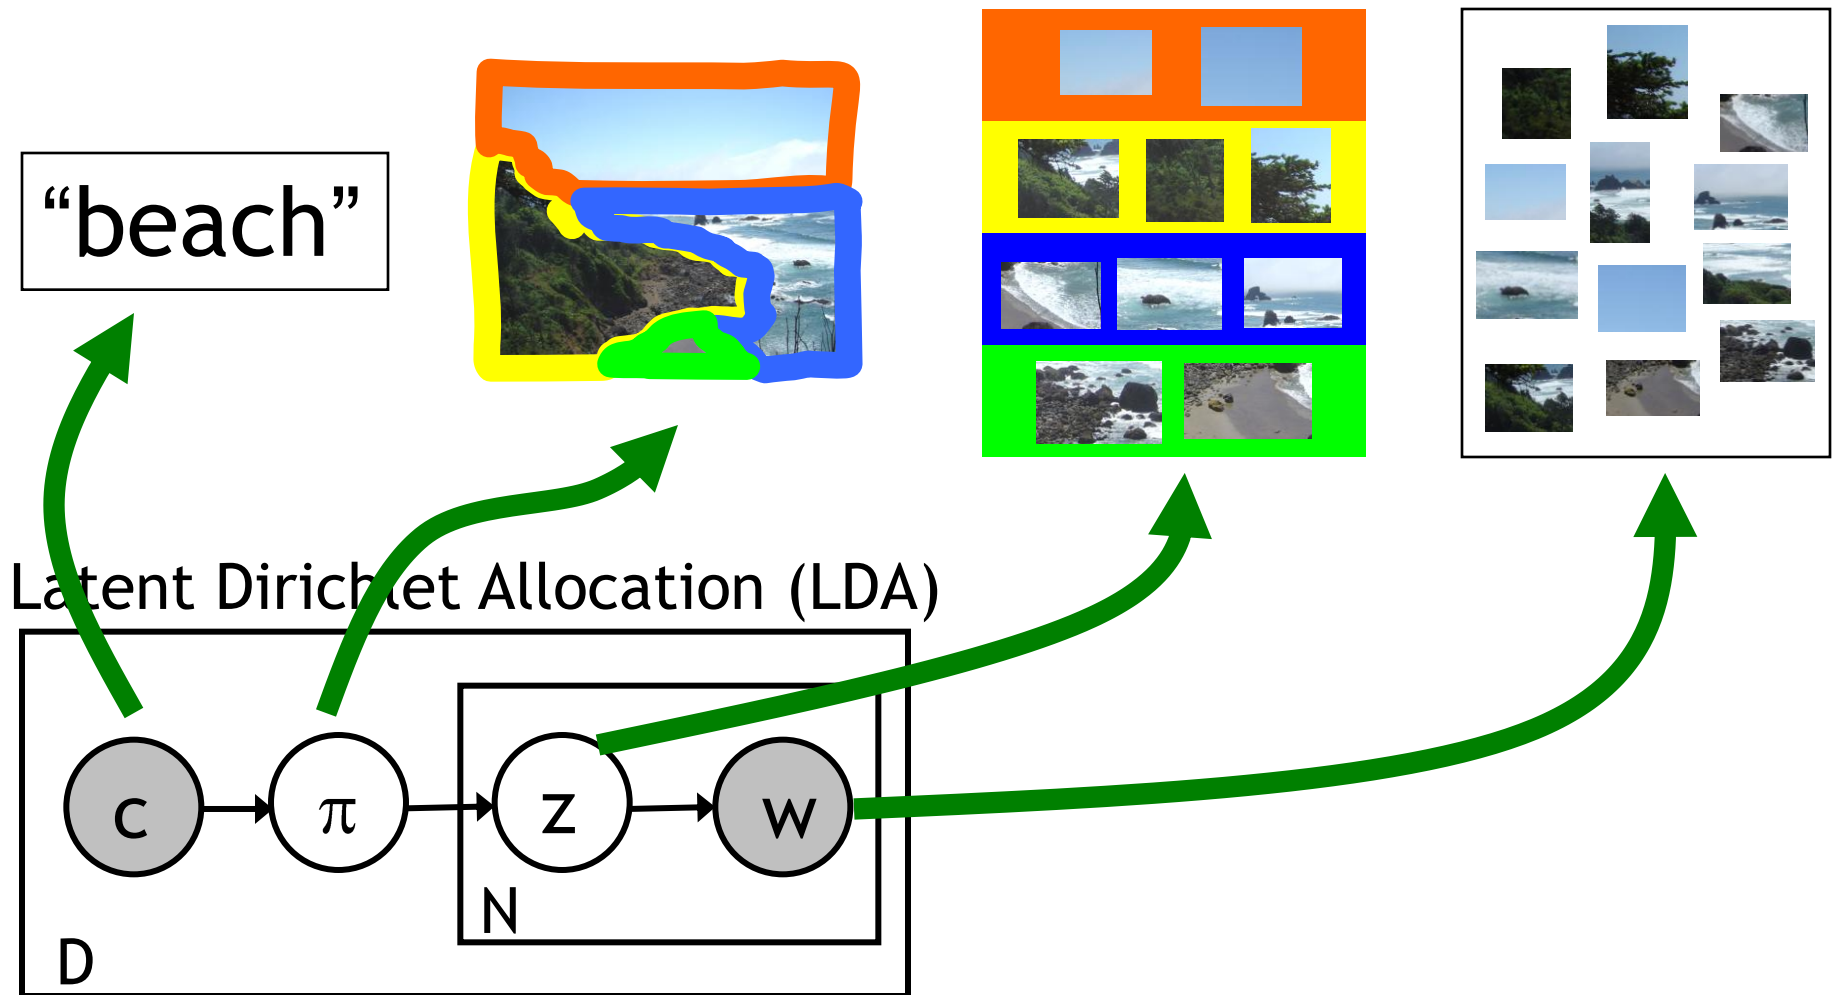 “beach”
Latent Dirichlet Allocation (LDA)
c
π
z
w
N
D